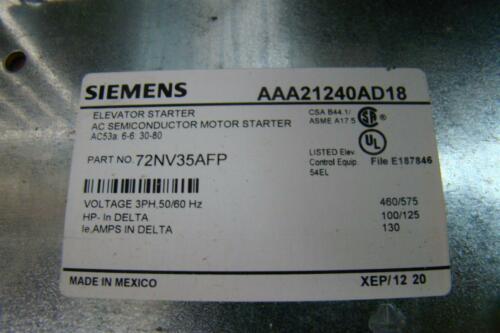 SIEMENS AAA21240AD18
ELEVATOR STARTER
AC SEMICONDUCTOR MOTOR STARTER
AC53a. 6-6: 30-80
CSA B44.1/
ASME A17.5
PART NO. 72NV35AFP
LISTED Elev. File E187846
Control Equip.
54EL
VOLTAGE 3PH,50/60 Hz 460/575
HP- In DELTA 100/125
Ie,AMPS IN DELTA 130
MADE IN MEXICO XEP/12 20